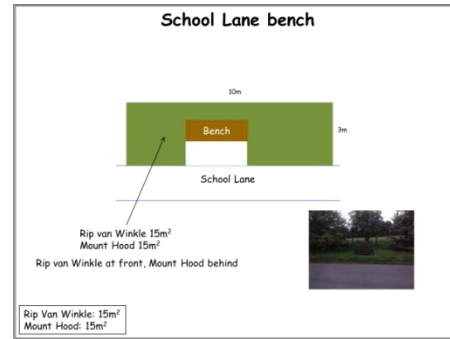 School Lane bench
10m
Bench
3m
School Lane
Rip van Winkle 15m²
Mount Hood 15m²
Rip van Winkle at front, Mount Hood behind
Rip Van Winkle: 15m²
Mount Hood: 15m²